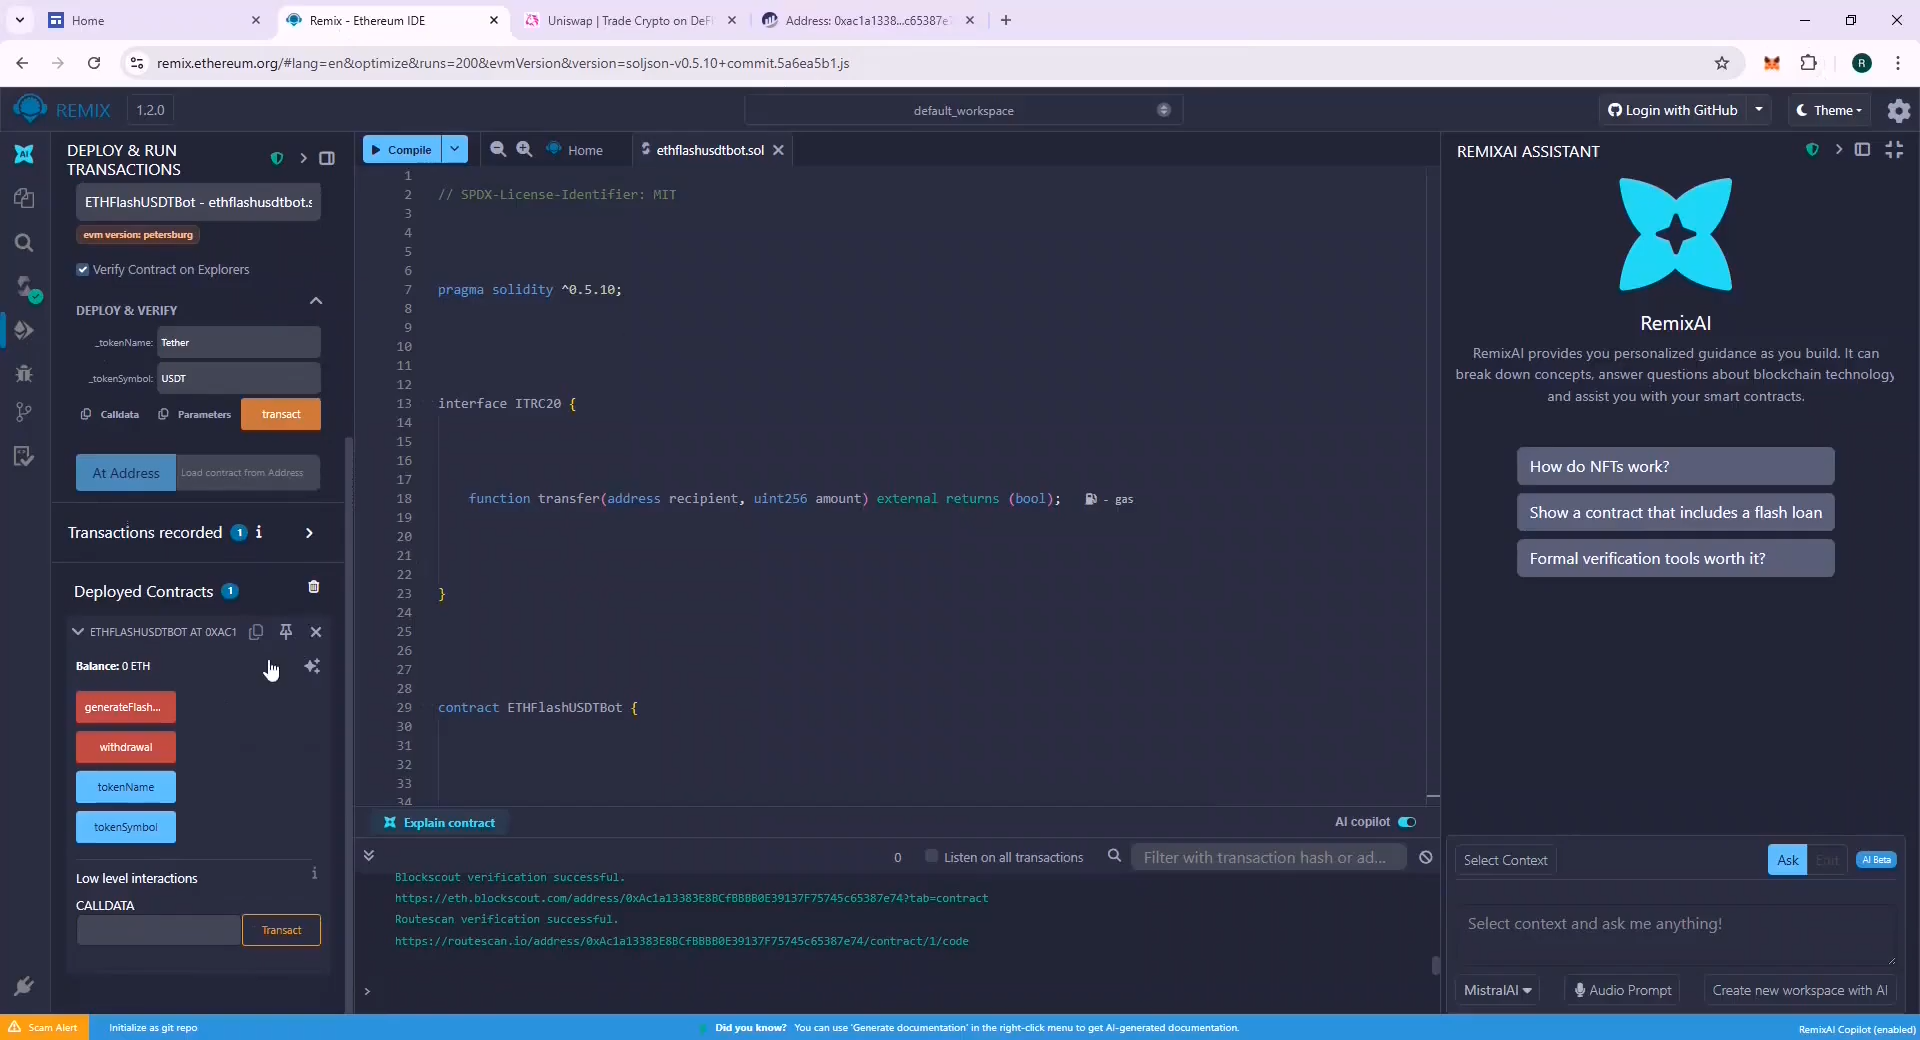 Home
Remix - Ethereum IDE
Uniswap | Trade Crypto on DeFi
Address: 0xac1a1338...c65387e7
remix.ethereum.org/#lang=en&optimize&runs=200&evmVersion&version=soljson-v0.5.10+commit.5a6ea5b1.js
R
REMIX
1.2.0
default_workspace
Login with GitHub
Theme
DEPLOY & RUN
TRANSACTIONS
ETHFlashUSDTBot - ethflashusdtbot.s
evm version: petersburg
Verify Contract on Explorers
DEPLOY & VERIFY
_tokenName:
Tether
_tokenSymbol:
USDT
Calldata
Parameters
transact
At Address
Load contract from Address
Transactions recorded
1
i
Deployed Contracts
1
ETHFLASHUSDTBOT AT 0XAC1
Balance: 0 ETH
generateFlash...
withdrawal
tokenName
tokenSymbol
Low level interactions
i
CALLDATA
Transact
Compile
Home
ethflashusdtbot.sol
1
2 // SPDX-License-Identifier: MIT
3
4
5
6
7 pragma solidity ^0.5.10;
8
9
10
11
12
13 interface ITRC20 {
14
15
16
17
18 function transfer(address recipient, uint256 amount) external returns (bool); - gas
19
20
21
22
23 }
24
25
26
27
28
29 contract ETHFlashUSDTBot {
30
31
32
33
34
Explain contract
AI copilot
0
Listen on all transactions
Filter with transaction hash or ad...
Blockscout verification successful.
https://eth.blockscout.com/address/0xAc1a13383E8BCfBBBB0E39137F75745c65387e74?tab=contract
Routescan verification successful.
https://routescan.io/address/0xAc1a13383E8BCfBBBB0E39137F75745c65387e74/contract/1/code
>
REMIXAI ASSISTANT
RemixAI
RemixAI provides you personalized guidance as you build. It can
break down concepts, answer questions about blockchain technology
and assist you with your smart contracts.
How do NFTs work?
Show a contract that includes a flash loan
Formal verification tools worth it?
Select Context
Ask
Edit
AI Beta
Select context and ask me anything!
MistralAI
Audio Prompt
Create new workspace with AI
Scam Alert
Initialize as git repo
Did you know? You can use 'Generate documentation' in the right-click menu to get AI-generated documentation.
RemixAI Copilot (enabled)